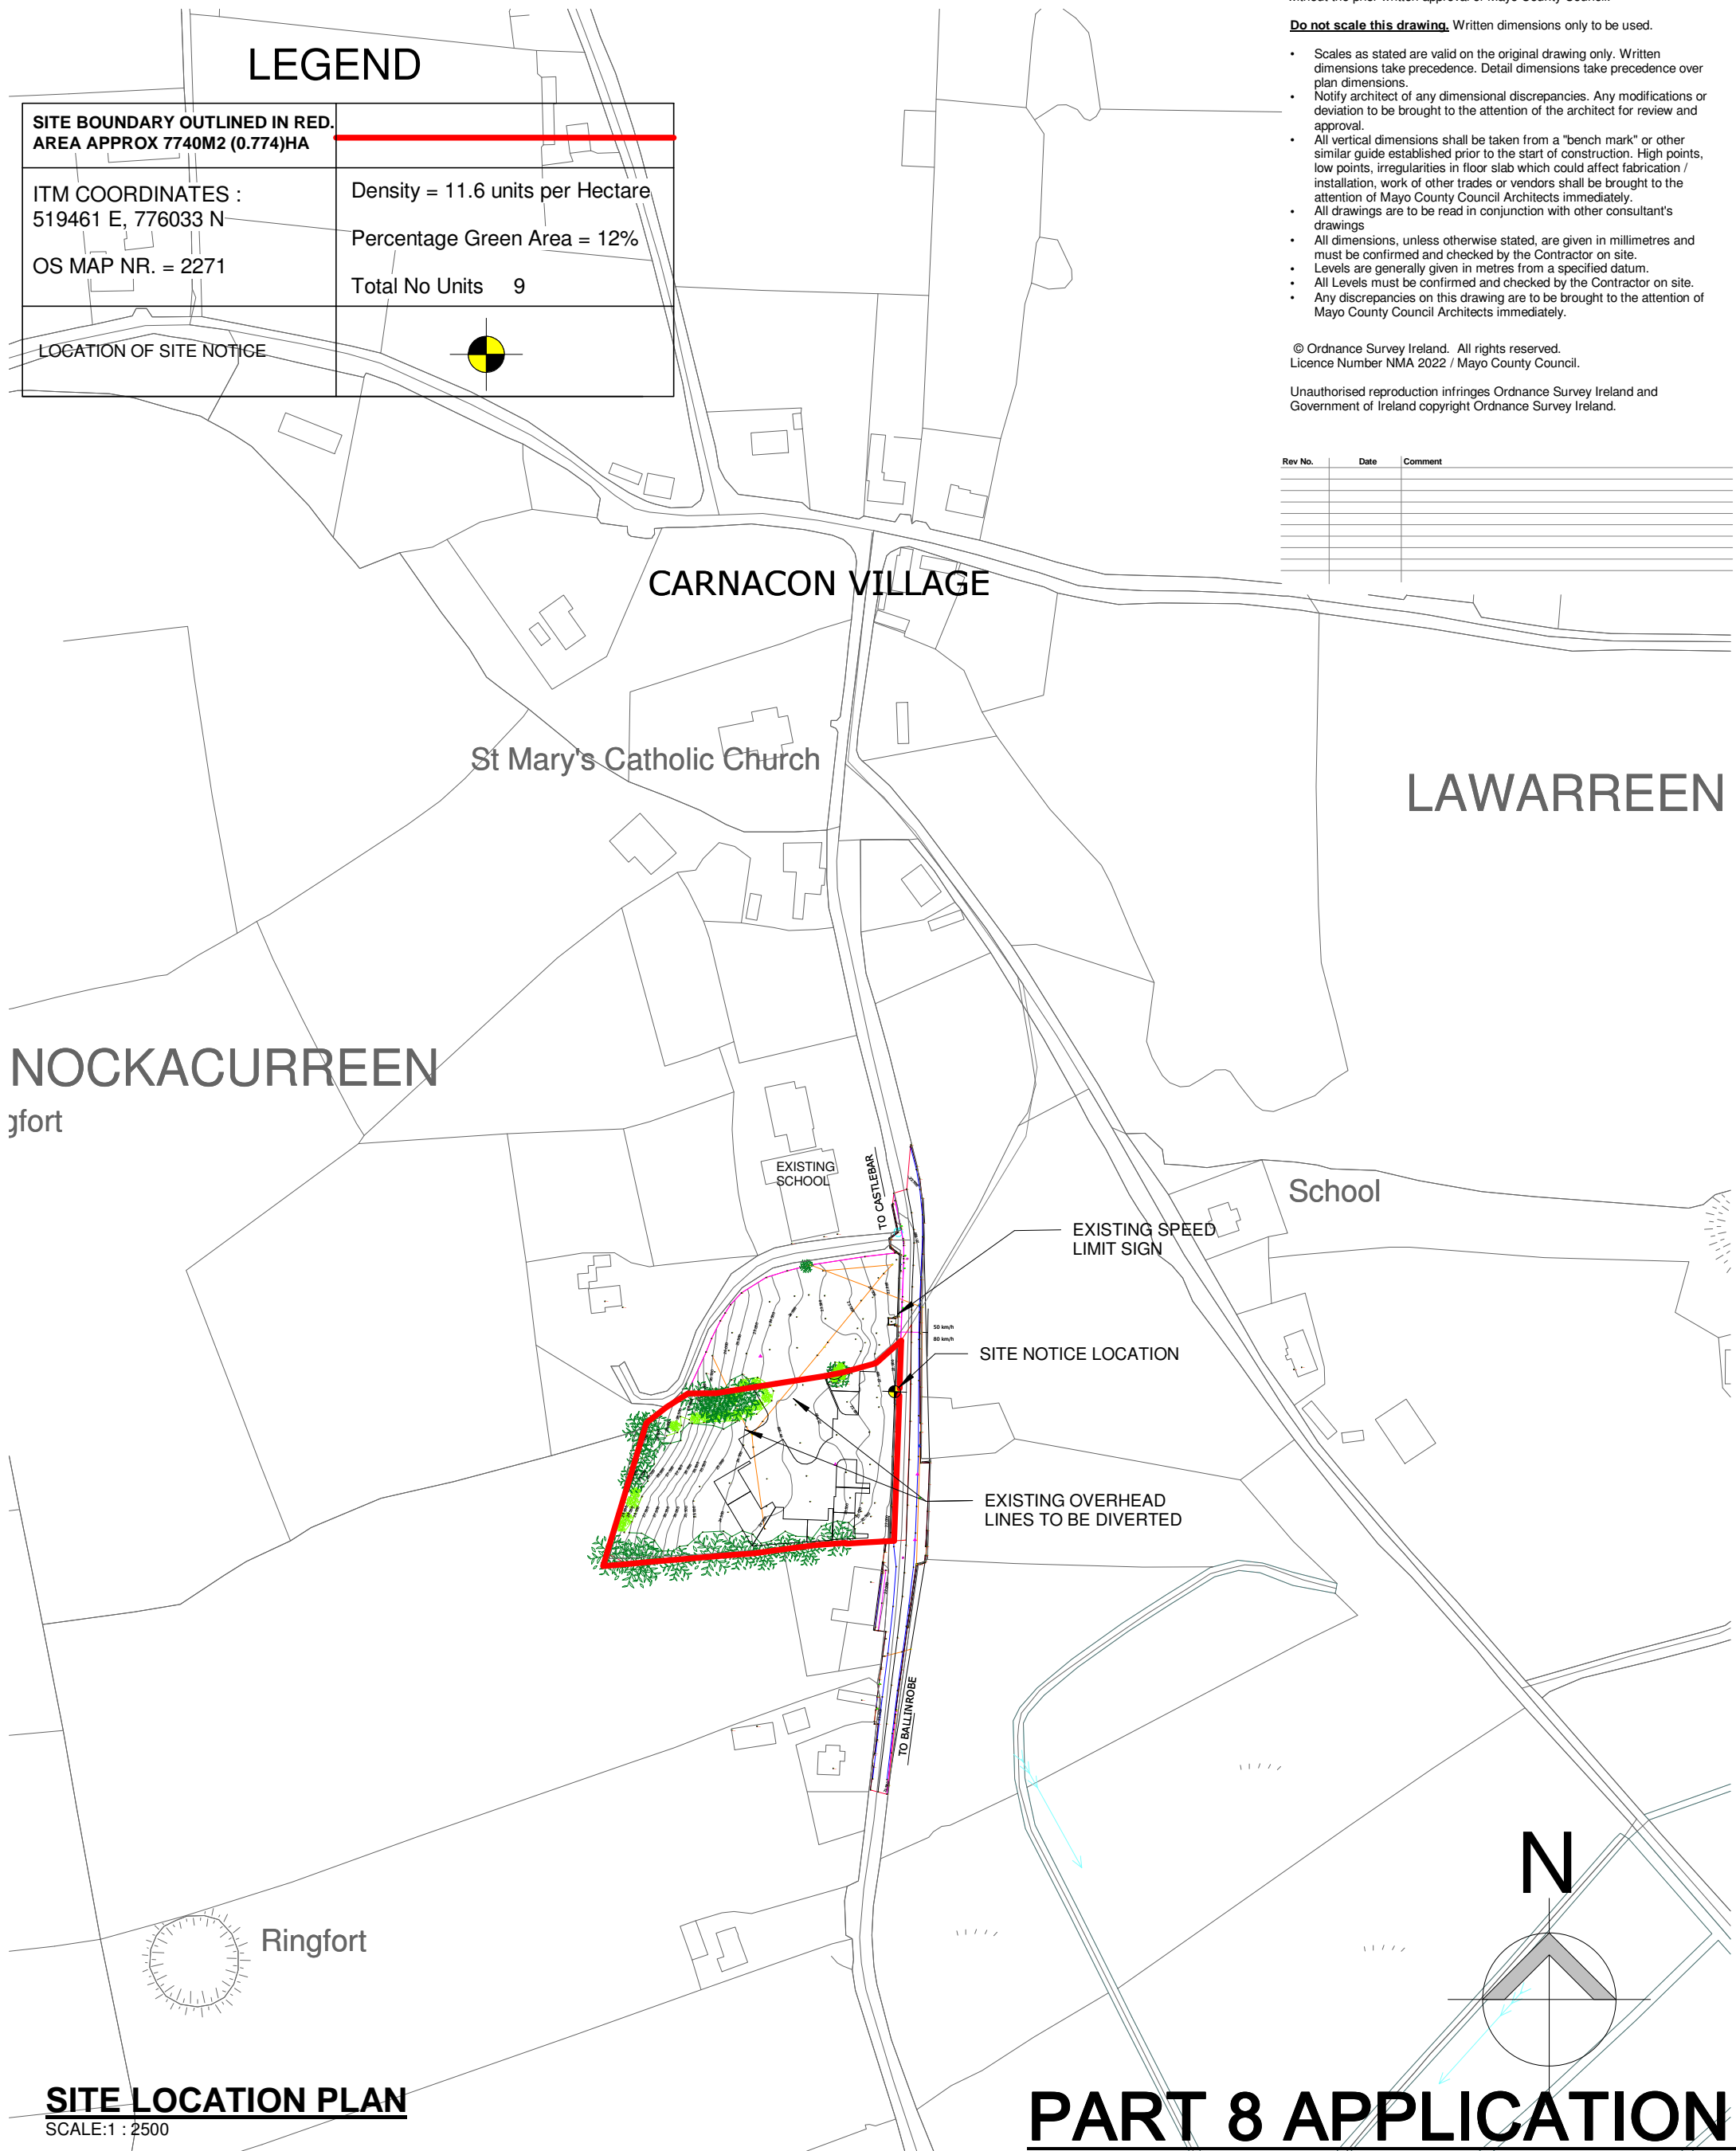 LEGEND
SITE BOUNDARY OUTLINED IN RED.
AREA APPROX 7740M2 (0.774)HA
ITM COORDINATES :
519461 E, 776033 N
OS MAP NR. = 2271
Density = 11.6 units per Hectare
Percentage Green Area = 12%
Total No Units 9
LOCATION OF SITE NOTICE
without the prior written approval of Mayo County Council.
Do not scale this drawing. Written dimensions only to be used.
• Scales as stated are valid on the original drawing only. Written
dimensions take precedence. Detail dimensions take precedence over
plan dimensions.
• Notify architect of any dimensional discrepancies. Any modifications or
deviation to be brought to the attention of the architect for review and
approval.
• All vertical dimensions shall be taken from a "bench mark" or other
similar guide established prior to the start of construction. High points,
low points, irregularities in floor slab which could affect fabrication /
installation, work of other trades or vendors shall be brought to the
attention of Mayo County Council Architects immediately.
• All drawings are to be read in conjunction with other consultant's
drawings
• All dimensions, unless otherwise stated, are given in millimetres and
must be confirmed and checked by the Contractor on site.
• Levels are generally given in metres from a specified datum.
• All Levels must be confirmed and checked by the Contractor on site.
• Any discrepancies on this drawing are to be brought to the attention of
Mayo County Council Architects immediately.
© Ordnance Survey Ireland. All rights reserved.
Licence Number NMA 2022 / Mayo County Council.
Unauthorised reproduction infringes Ordnance Survey Ireland and
Government of Ireland copyright Ordnance Survey Ireland.
Rev No. Date Comment
CARNACON VILLAGE
St Mary's Catholic Church
LAWARREEN
NOCKACURREEN
gfort
EXISTING
SCHOOL
TO CASTLEBAR
School
EXISTING SPEED
LIMIT SIGN
50 km/h
80 km/h
SITE NOTICE LOCATION
EXISTING OVERHEAD
LINES TO BE DIVERTED
TO BALLINROBE
Ringfort
N
SITE LOCATION PLAN
SCALE:1 : 2500
PART 8 APPLICATION